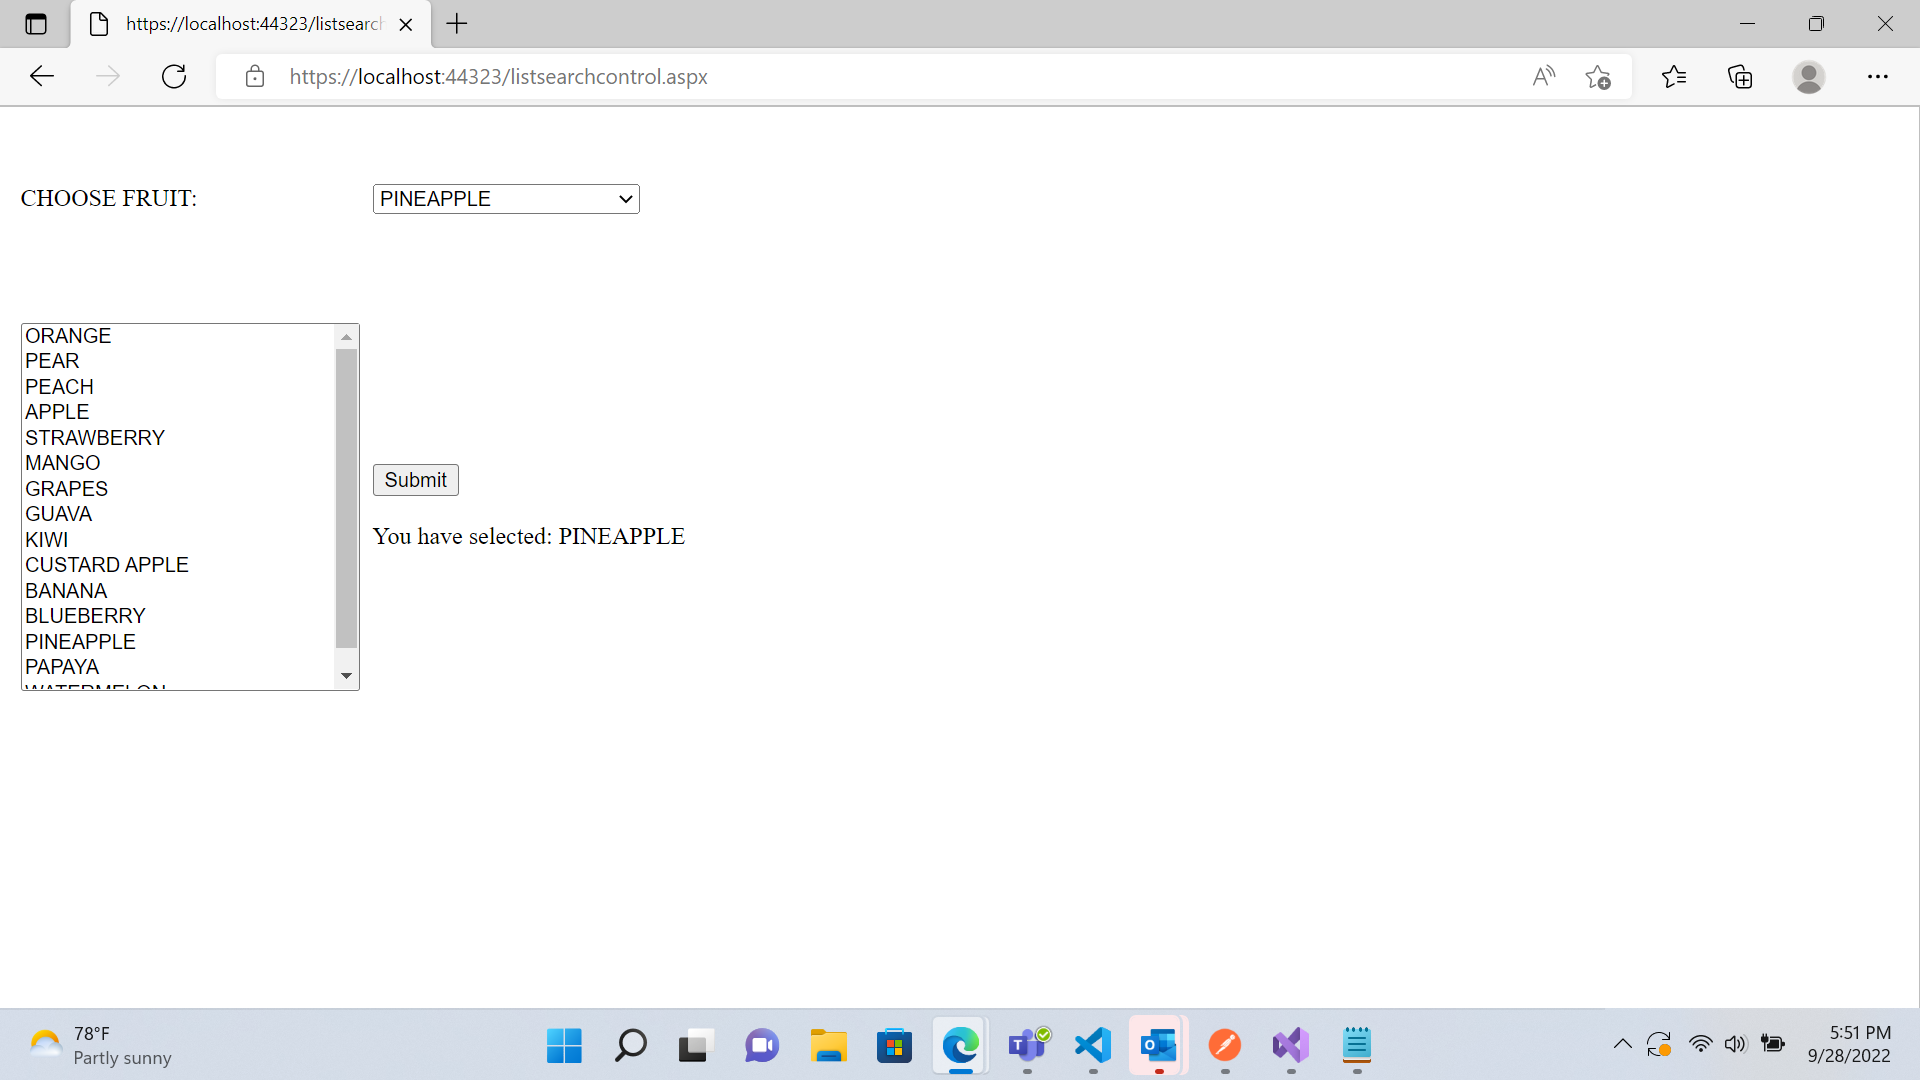 https://localhost:44323/listsearch
https://localhost:44323/listsearchcontrol.aspx
CHOOSE FRUIT:
PINEAPPLE
ORANGE
PEAR
PEACH
APPLE
STRAWBERRY
MANGO
GRAPES
GUAVA
KIWI
CUSTARD APPLE
BANANA
BLUEBERRY
PINEAPPLE
PAPAYA
WATERMELON
Submit
You have selected: PINEAPPLE
78°F
Partly sunny
5:51 PM
9/28/2022